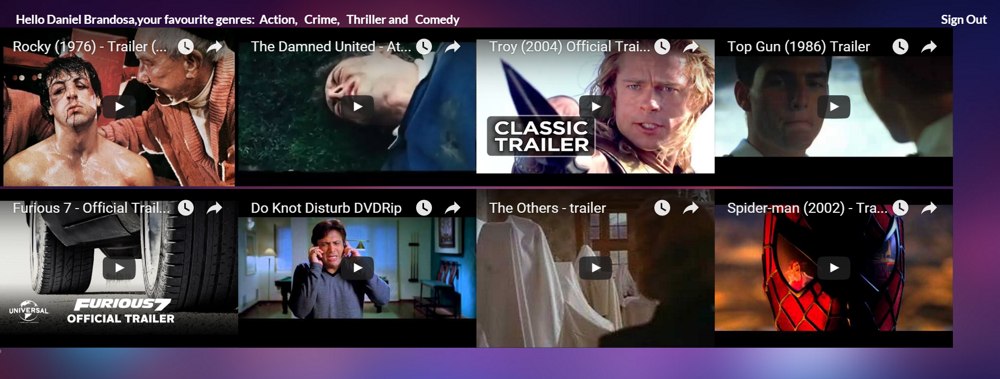 Hello Daniel Brandosa,your favourite genres: Action, Crime, Thriller and Comedy
Sign Out
Rocky (1976) - Trailer (...
The Damned United - At...
Troy (2004) Official Trai...
Top Gun (1986) Trailer
CLASSIC
TRAILER
Furious 7 - Official Trail...
Do Knot Disturb DVDRip
The Others - trailer
Spider-man (2002) - Tra...
UNIVERSAL
FURIOUS 7
OFFICIAL TRAILER